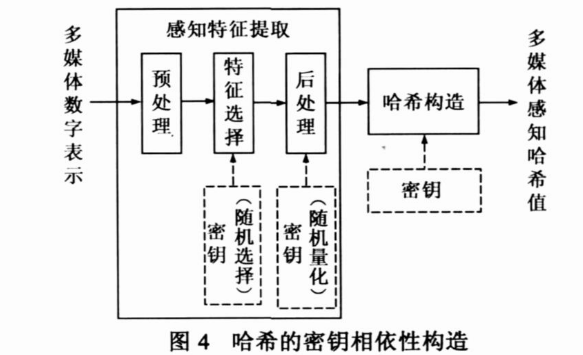 感知特征提取
多媒体数字表示
预处理
特征选择
后处理
哈希构造
多媒体感知哈希值
密钥
（随机选择）
密钥
（随机量化）
密钥
图 4 哈希的密钥相依性构造